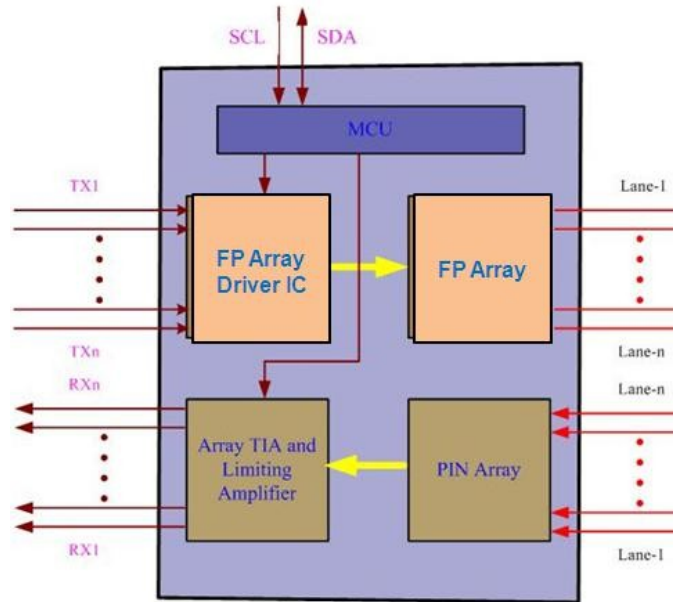 SCL
SDA
MCU
TX1
Lane-1
FP Array
Driver IC
FP Array
TXn
Lane-n
RXn
Lane-n
Array TIA and
Limiting
Amplifier
PIN Array
RX1
Lane-1